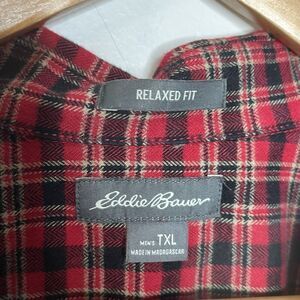 RELAXED FIT
Eddie Bauer
MEN'S TXL
MADE IN MADAGASCAR